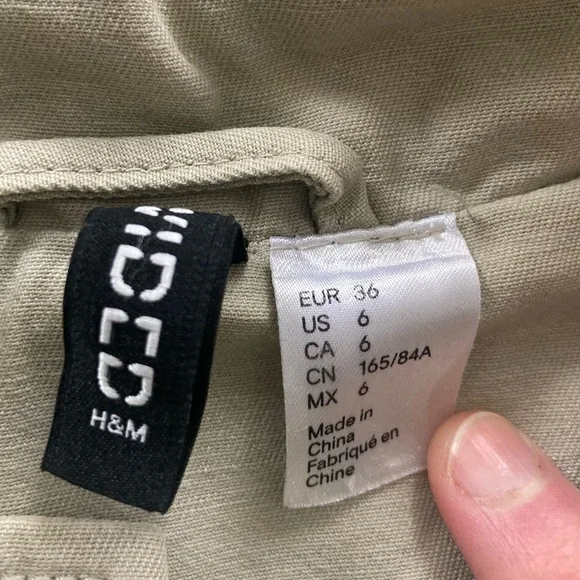 H&M
EUR 36
US 6
CA 6
CN 165/84A
MX 6
Made in
China
Fabriqué en
Chine